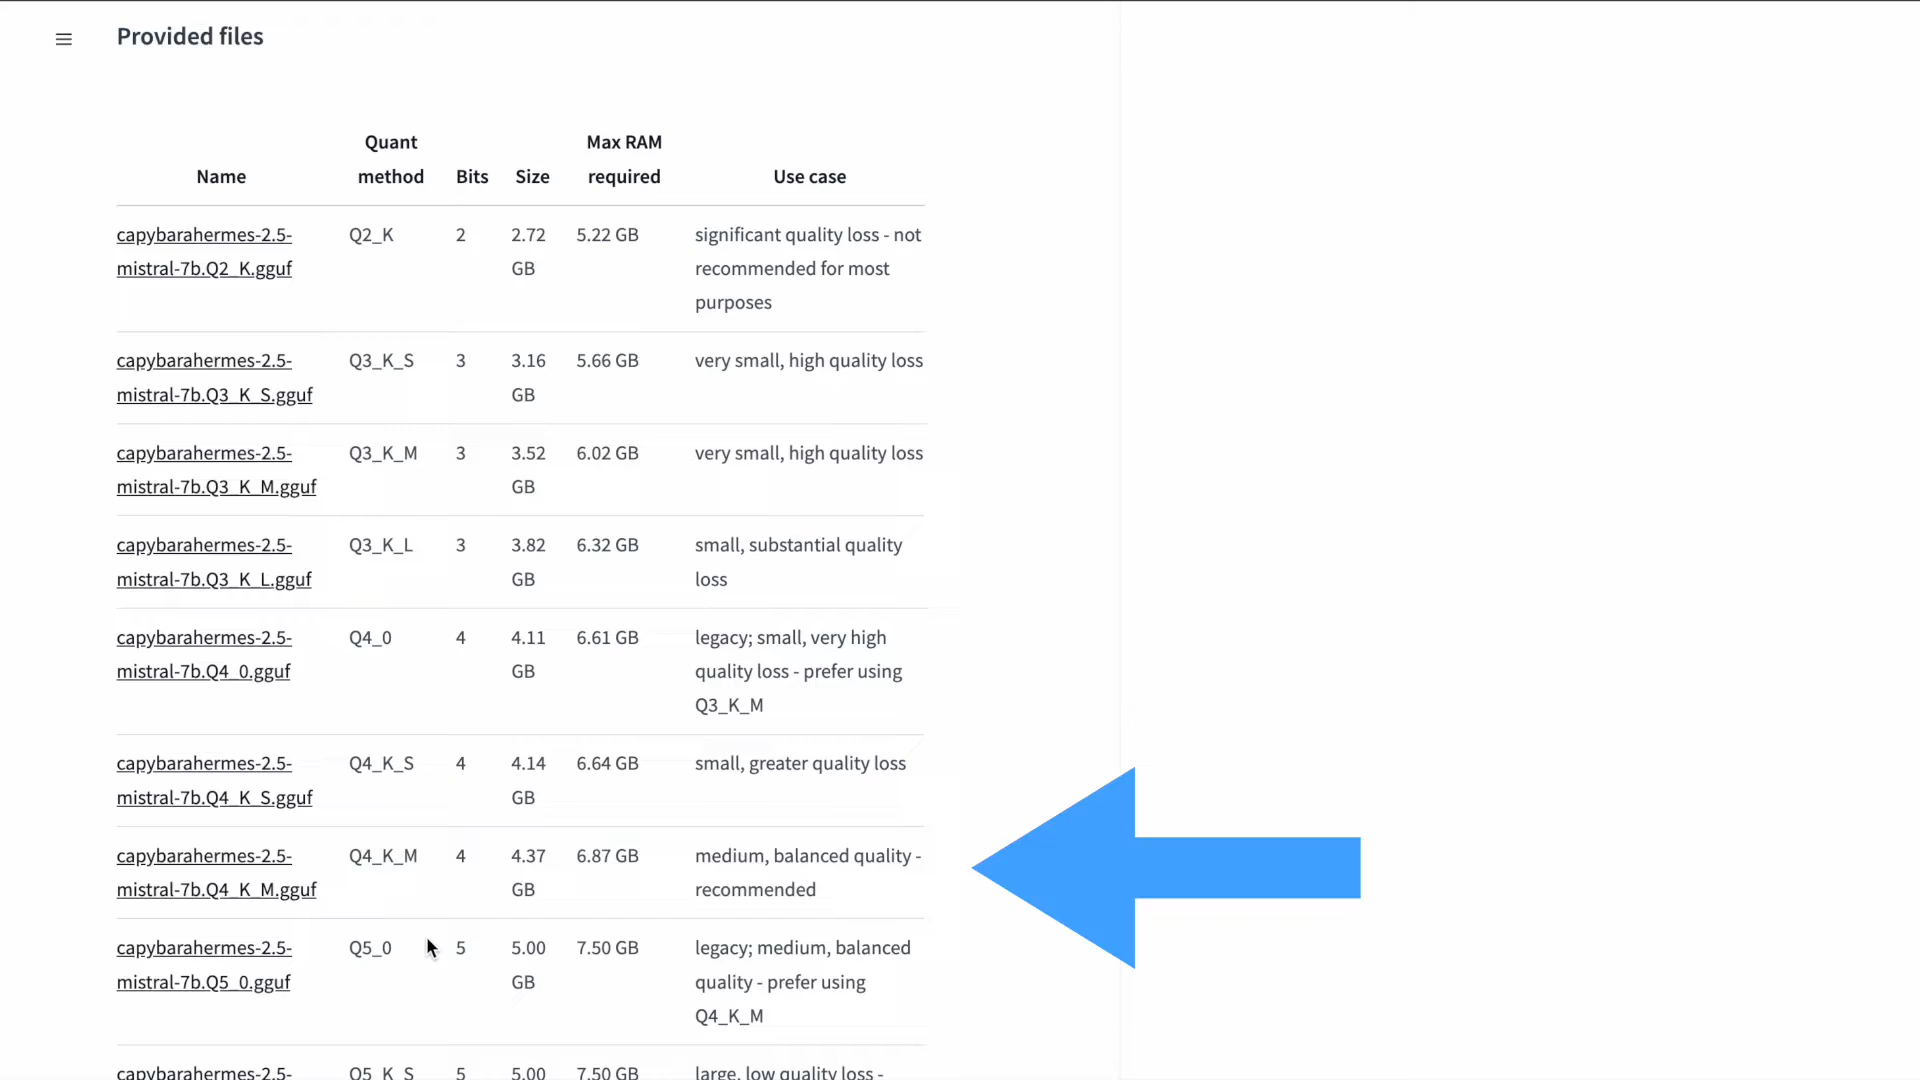 Provided files
Quant Max RAM
Name method Bits Size required Use case
capybarahermes-2.5- Q2_K 2 2.72 5.22 GB significant quality loss - not
mistral-7b.Q2_K.gguf GB recommended for most
purposes
capybarahermes-2.5- Q3_K_S 3 3.16 5.66 GB very small, high quality loss
mistral-7b.Q3_K_S.gguf GB
capybarahermes-2.5- Q3_K_M 3 3.52 6.02 GB very small, high quality loss
mistral-7b.Q3_K_M.gguf GB
capybarahermes-2.5- Q3_K_L 3 3.82 6.32 GB small, substantial quality
mistral-7b.Q3_K_L.gguf GB loss
capybarahermes-2.5- Q4_0 4 4.11 6.61 GB legacy; small, very high
mistral-7b.Q4_0.gguf GB quality loss - prefer using
Q3_K_M
capybarahermes-2.5- Q4_K_S 4 4.14 6.64 GB small, greater quality loss
mistral-7b.Q4_K_S.gguf GB
capybarahermes-2.5- Q4_K_M 4 4.37 6.87 GB medium, balanced quality -
mistral-7b.Q4_K_M.gguf GB recommended
capybarahermes-2.5- Q5_0 5 5.00 7.50 GB legacy; medium, balanced
mistral-7b.Q5_0.gguf GB quality - prefer using
Q4_K_M
capybarahermes-2.5- Q5_K_S 5 5.00 7.50 GB large, low quality loss -